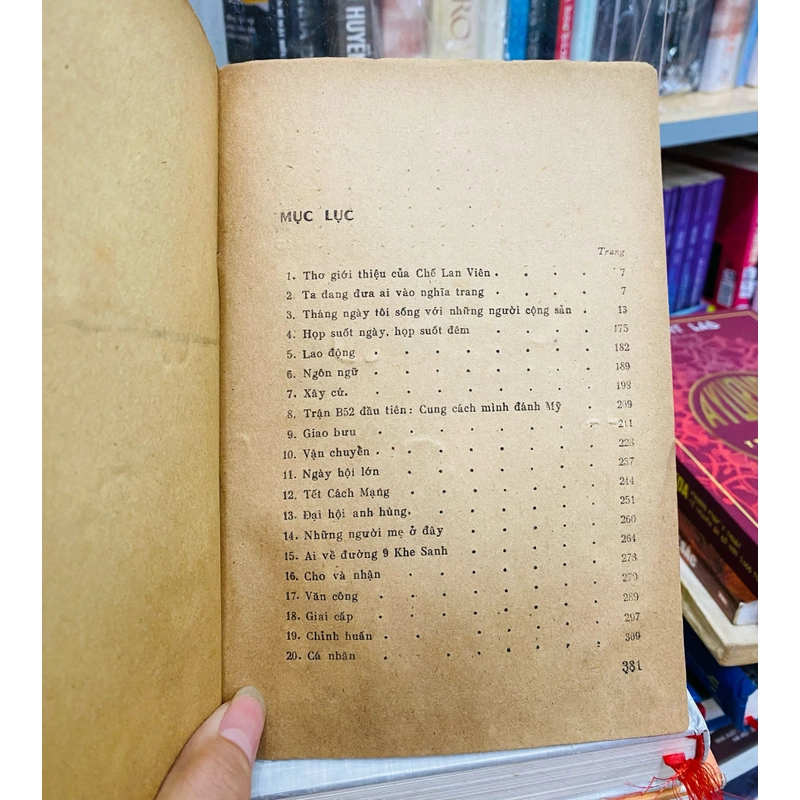 HUYỀN
MỤC LỤC
Trang
1. Thơ giới thiệu của Chế Lan Viên . . . . 7
2. Ta đang đưa ai vào nghĩa trang . . . . 7
3. Tháng ngày tôi sống với những người cộng sản . 13
4. Họp suốt ngày, họp suốt đêm . . . . 175
5. Lao động . . . . . . . 182
6. Ngôn ngữ . . . . . . . 189
7. Xây cứ. . . . . . . . 198
8. Trận B52 đầu tiên : Cung cách mình đánh Mỹ . 209
9. Giao bưu . . . . . . . 211
10. Vận chuyển . . . . . . . 223
11. Ngày hội lớn . . . . . . 237
12. Tết Cách Mạng . . . . . . 244
13. Đại hội anh hùng. . . . . . 251
14. Những người mẹ ở đây . . . . . 260
15. Ai về đường 9 Khe Sanh . . . . . 264
16. Cho và nhận . . . . . . 273
17. Văn công . . . . . . . 279
18. Giai cấp . . . . . . . 289
19. Chỉnh huấn . . . . . . 297
20. Cá nhân . . . . . . . 309
331